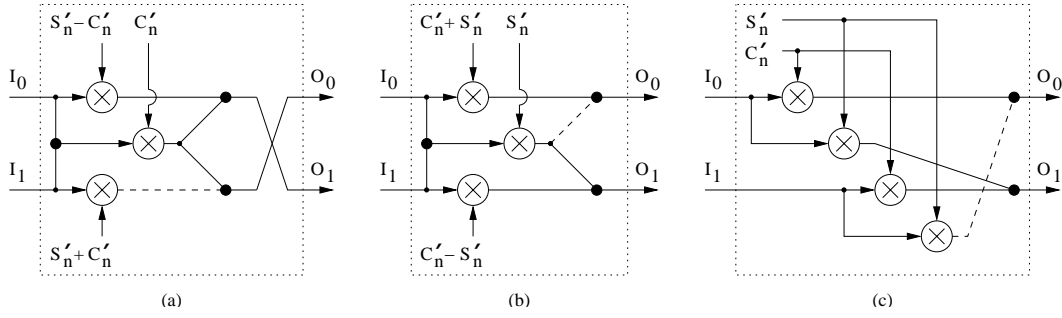 S′n − C′n C′n
I0 O0
I1 O1
S′n + C′n
(a)
C′n + S′n S′n
I0 O0
I1 O1
C′n − S′n
(b)
S′n
C′n
I0 O0
I1 O1
(c)